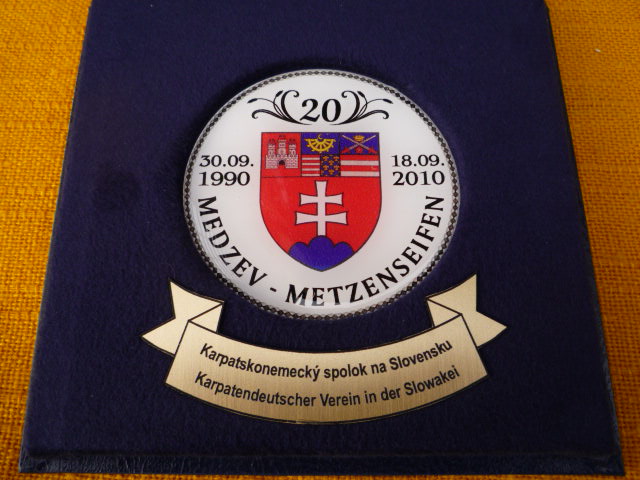 20
30.09. 1990
18.09. 2010
MEDZEV - METZENSEIFEN
Karpatskonemecký spolok na Slovensku
Karpatendeutscher Verein in der Slowakei